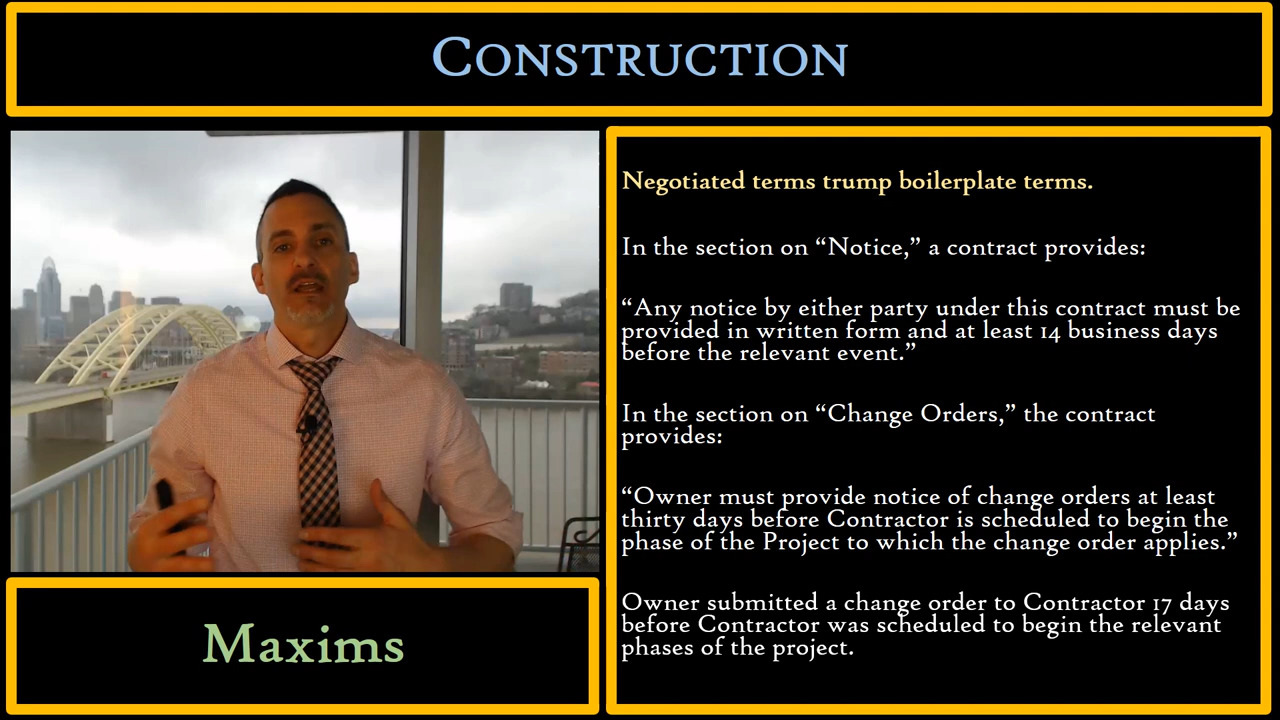 CONSTRUCTION
Negotiated terms trump boilerplate terms.
In the section on “Notice,” a contract provides:
“Any notice by either party under this contract must be
provided in written form and at least 14 business days
before the relevant event.”
In the section on “Change Orders,” the contract
provides:
“Owner must provide notice of change orders at least
thirty days before Contractor is scheduled to begin the
phase of the Project to which the change order applies.”
Owner submitted a change order to Contractor 17 days
before Contractor was scheduled to begin the relevant
phases of the project.
Maxims